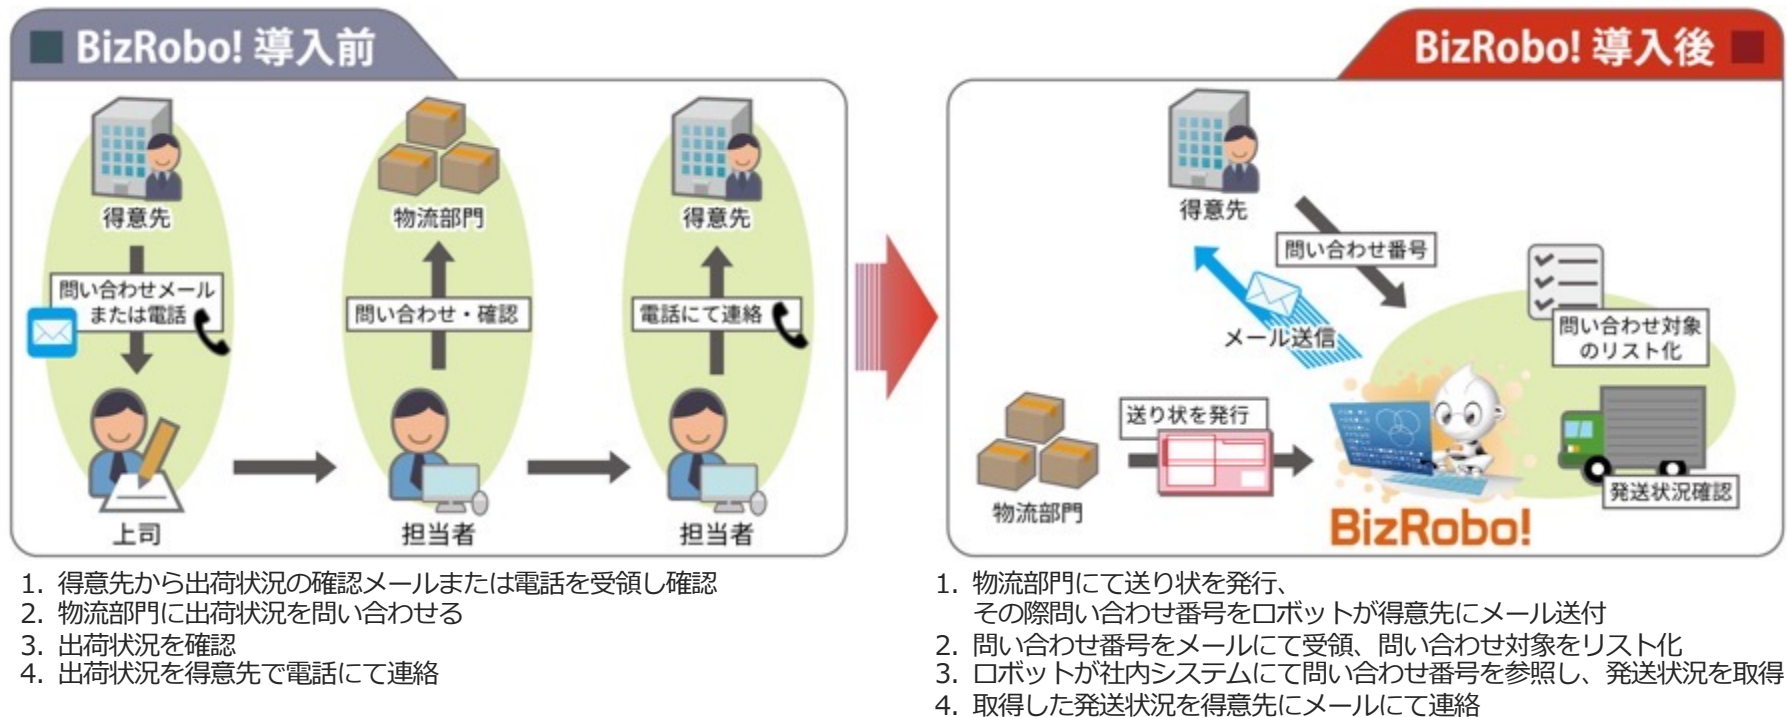 BizRobo! 導入前
得意先
問い合わせメール
または電話
上司
物流部門
問い合わせ・確認
担当者
得意先
電話にて連絡
担当者
1. 得意先から出荷状況の確認メールまたは電話を受領し確認
2. 物流部門に出荷状況を問い合わせる
3. 出荷状況を確認
4. 出荷状況を得意先で電話にて連絡
BizRobo! 導入後
得意先
問い合わせ番号
メール送信
問い合わせ対象
のリスト化
送り状を発行
物流部門
発送状況確認
BizRobo!
1. 物流部門にて送り状を発行、
その際問い合わせ番号をロボットが得意先にメール送付
2. 問い合わせ番号をメールにて受領、問い合わせ対象をリスト化
3. ロボットが社内システムにて問い合わせ番号を参照し、発送状況を取得
4. 取得した発送状況を得意先にメールにて連絡